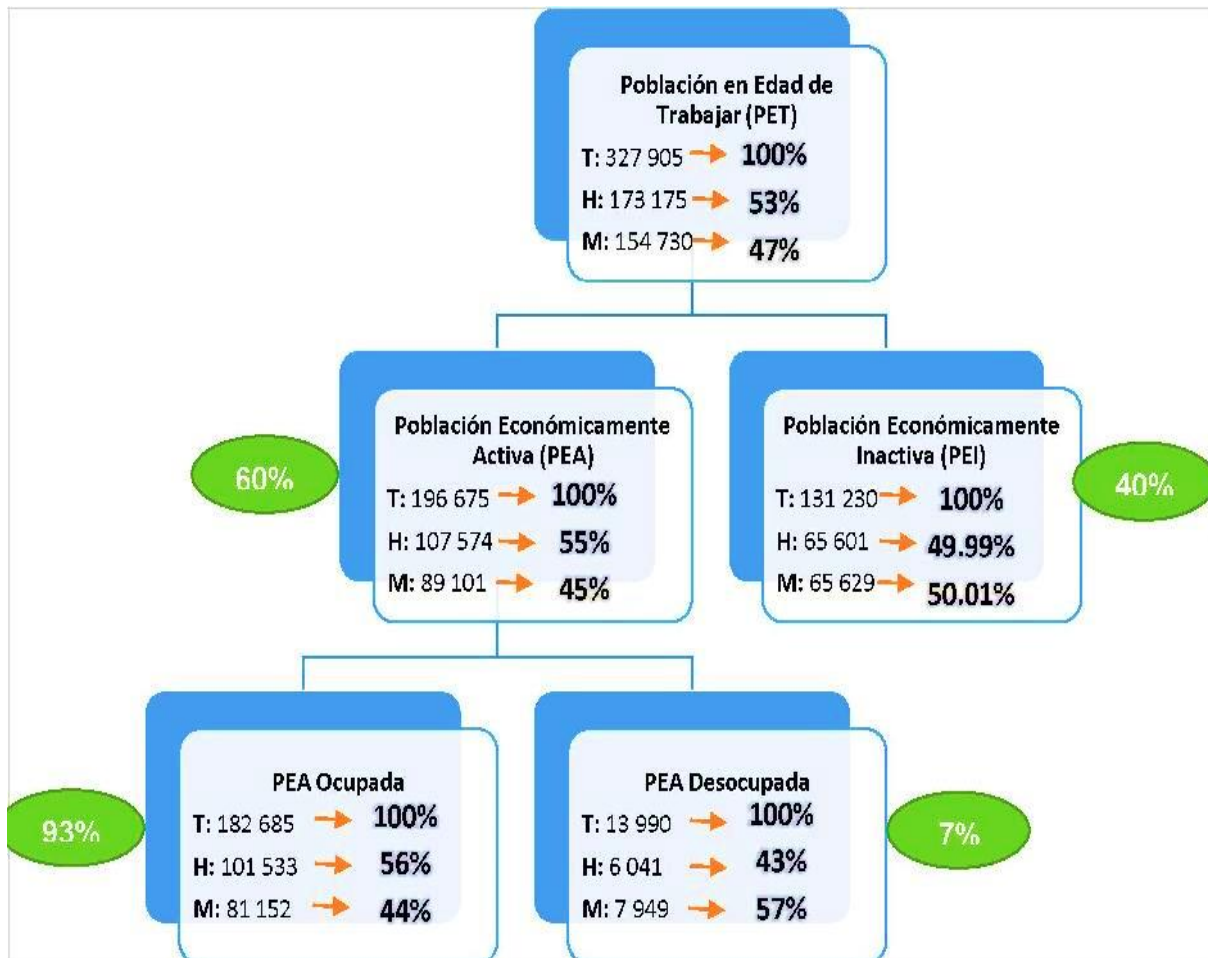 Población en Edad de
Trabajar (PET)
T: 327 905 100%
H: 173 175 53%
M: 154 730 47%
60%
Población Económicamente
Activa (PEA)
T: 196 675 100%
H: 107 574 55%
M: 89 101 45%
Población Económicamente
Inactiva (PEI)
T: 131 230 100%
H: 65 601 49.99%
M: 65 629 50.01%
40%
93%
PEA Ocupada
T: 182 685 100%
H: 101 533 56%
M: 81 152 44%
PEA Desocupada
T: 13 990 100%
H: 6 041 43%
M: 7 949 57%
7%